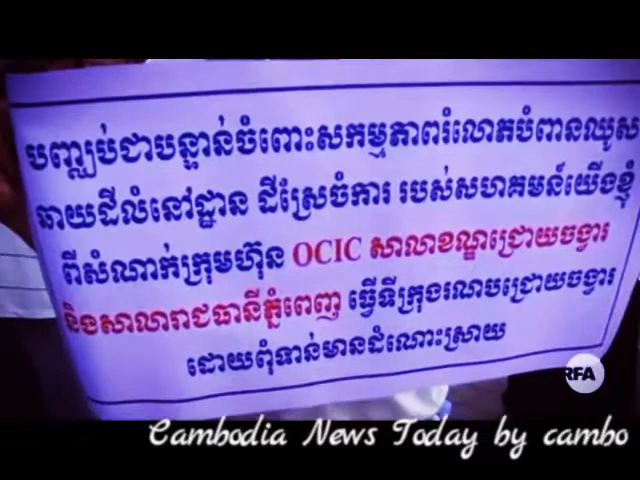 បញ្ឈប់ជាបន្ទាន់ចំពោះសកម្មភាពរំលោភបំពានឈូស
ឆាយដីលំនៅដ្ឋាន ដីស្រែចំការ របស់សហគមន៍យើងខ្ញុំ
ពីសំណាក់ក្រុមហ៊ុន OCIC សាលាខណ្ឌជ្រោយចង្វារ
និងសាលារាជធានីភ្នំពេញ ធ្វើទីក្រុងរណបជ្រោយចង្វារ
ដោយពុំទាន់មានដំណោះស្រាយ
RFA
Cambodia News Today by cambo